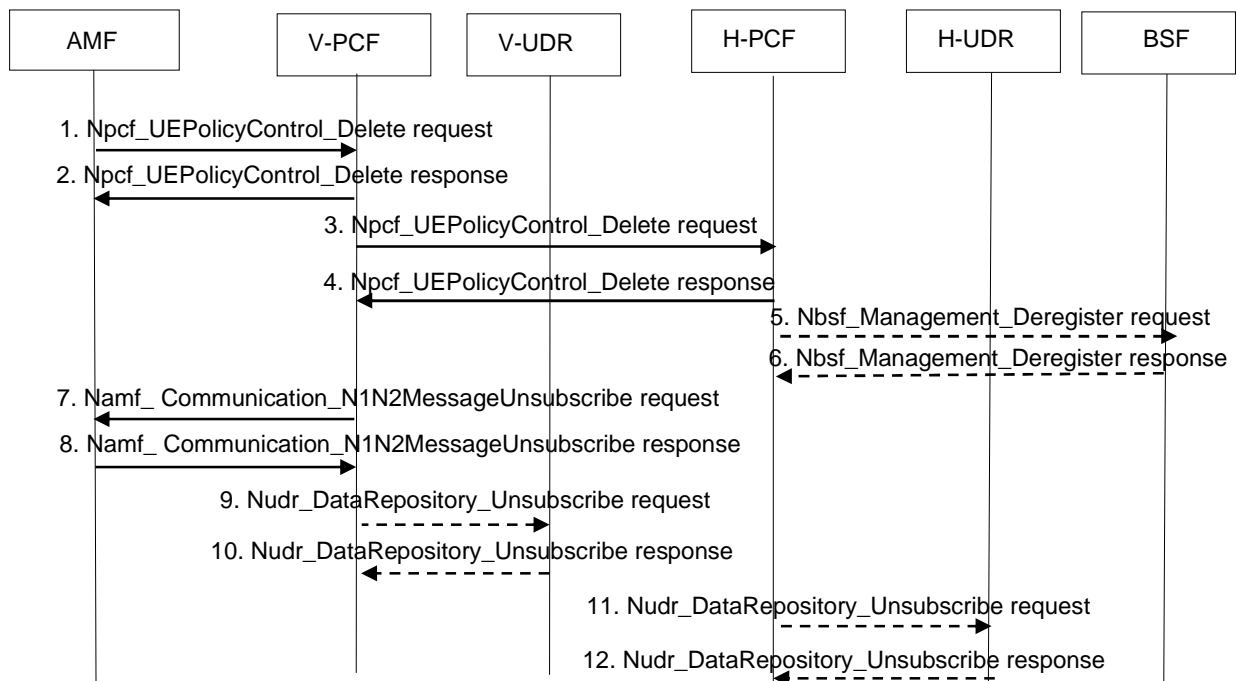 AMF
V-PCF
V-UDR
H-PCF
H-UDR
BSF
1. Npcf_UEPolicyControl_Delete request
2. Npcf_UEPolicyControl_Delete response
3. Npcf_UEPolicyControl_Delete request
4. Npcf_UEPolicyControl_Delete response
5. Nbsf_Management_Deregister request
6. Nbsf_Management_Deregister response
7. Namf_ Communication_N1N2MessageUnsubscribe request
8. Namf_ Communication_N1N2MessageUnsubscribe response
9. Nudr_DataRepository_Unsubscribe request
10. Nudr_DataRepository_Unsubscribe response
11. Nudr_DataRepository_Unsubscribe request
12. Nudr_DataRepository_Unsubscribe response